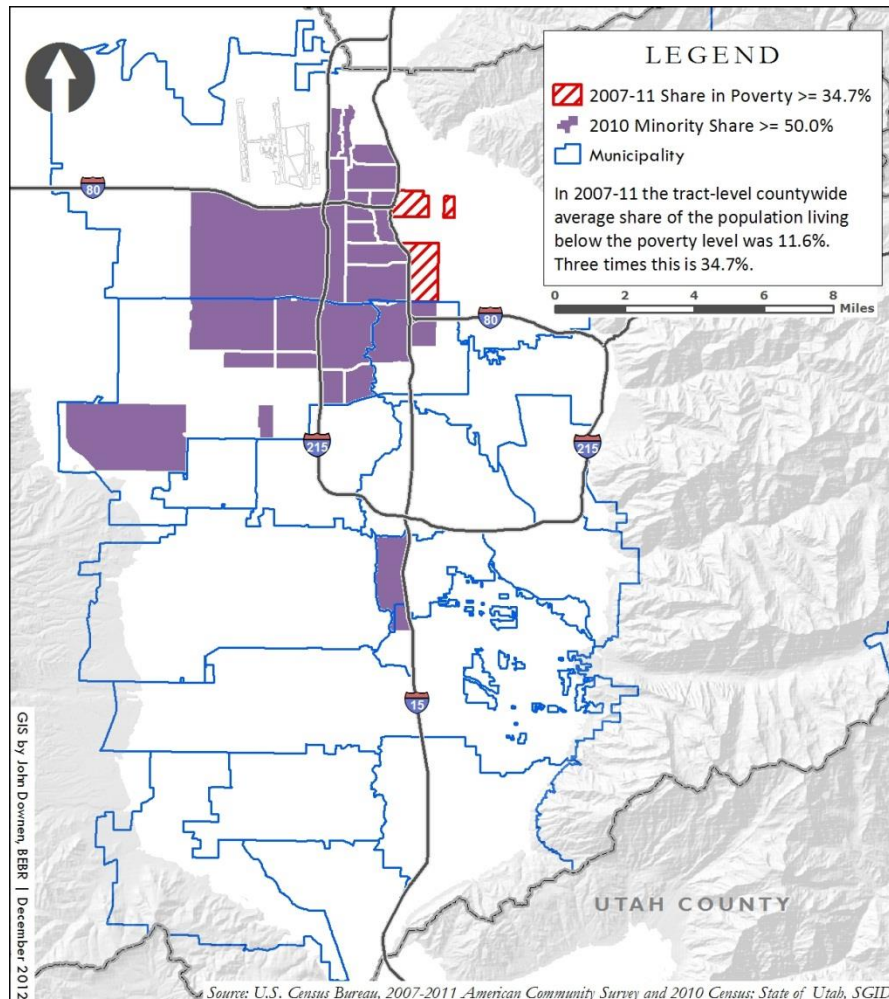 LEGEND
2007-11 Share in Poverty >= 34.7%
2010 Minority Share >= 50.0%
Municipality
In 2007-11 the tract-level countywide
average share of the population living
below the poverty level was 11.6%.
Three times this is 34.7%.
0 2 4 6 8
Miles
80
80
215
215
15
UTAH COUNTY
GIS by John Downen, BEBR | December 2012
Source: U.S. Census Bureau, 2007-2011 American Community Survey and 2010 Census; State of Utah, SGID